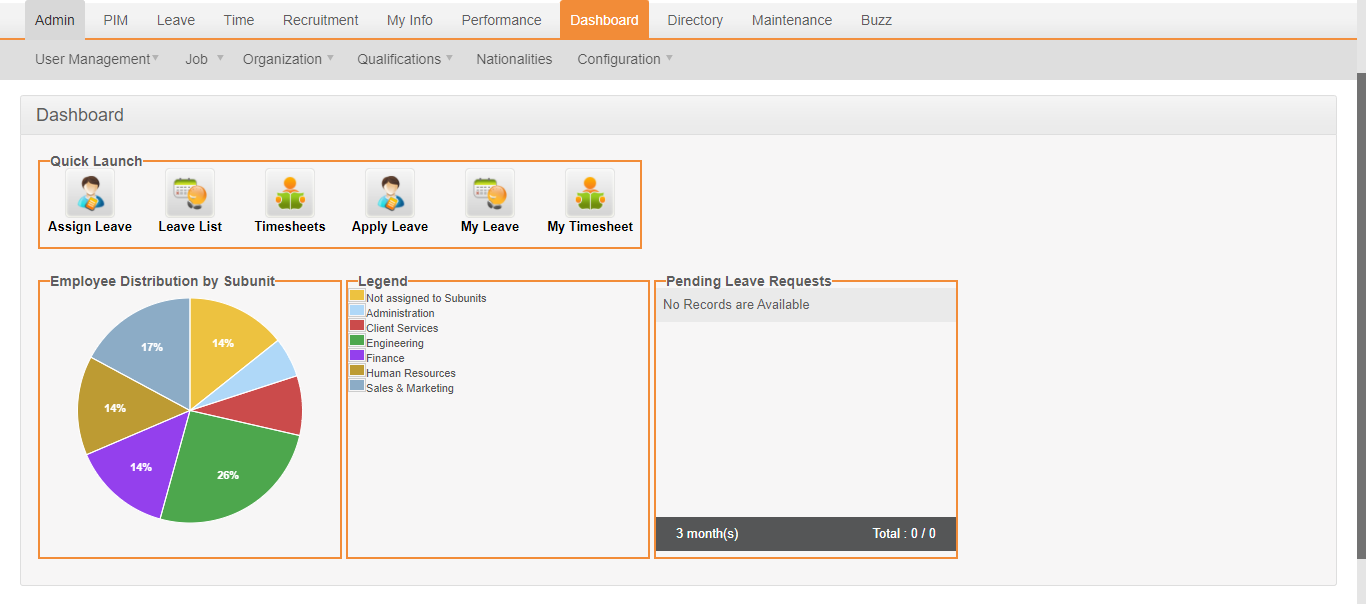 Admin PIM Leave Time Recruitment My Info Performance Dashboard Directory Maintenance Buzz
User Management Job Organization Qualifications Nationalities Configuration
Dashboard
Quick Launch
Assign Leave Leave List Timesheets Apply Leave My Leave My Timesheet
Employee Distribution by Subunit
17% 14%
14%
14% 26%
Legend
Not assigned to Subunits
Administration
Client Services
Engineering
Finance
Human Resources
Sales & Marketing
Pending Leave Requests
No Records are Available
3 month(s) Total : 0 / 0